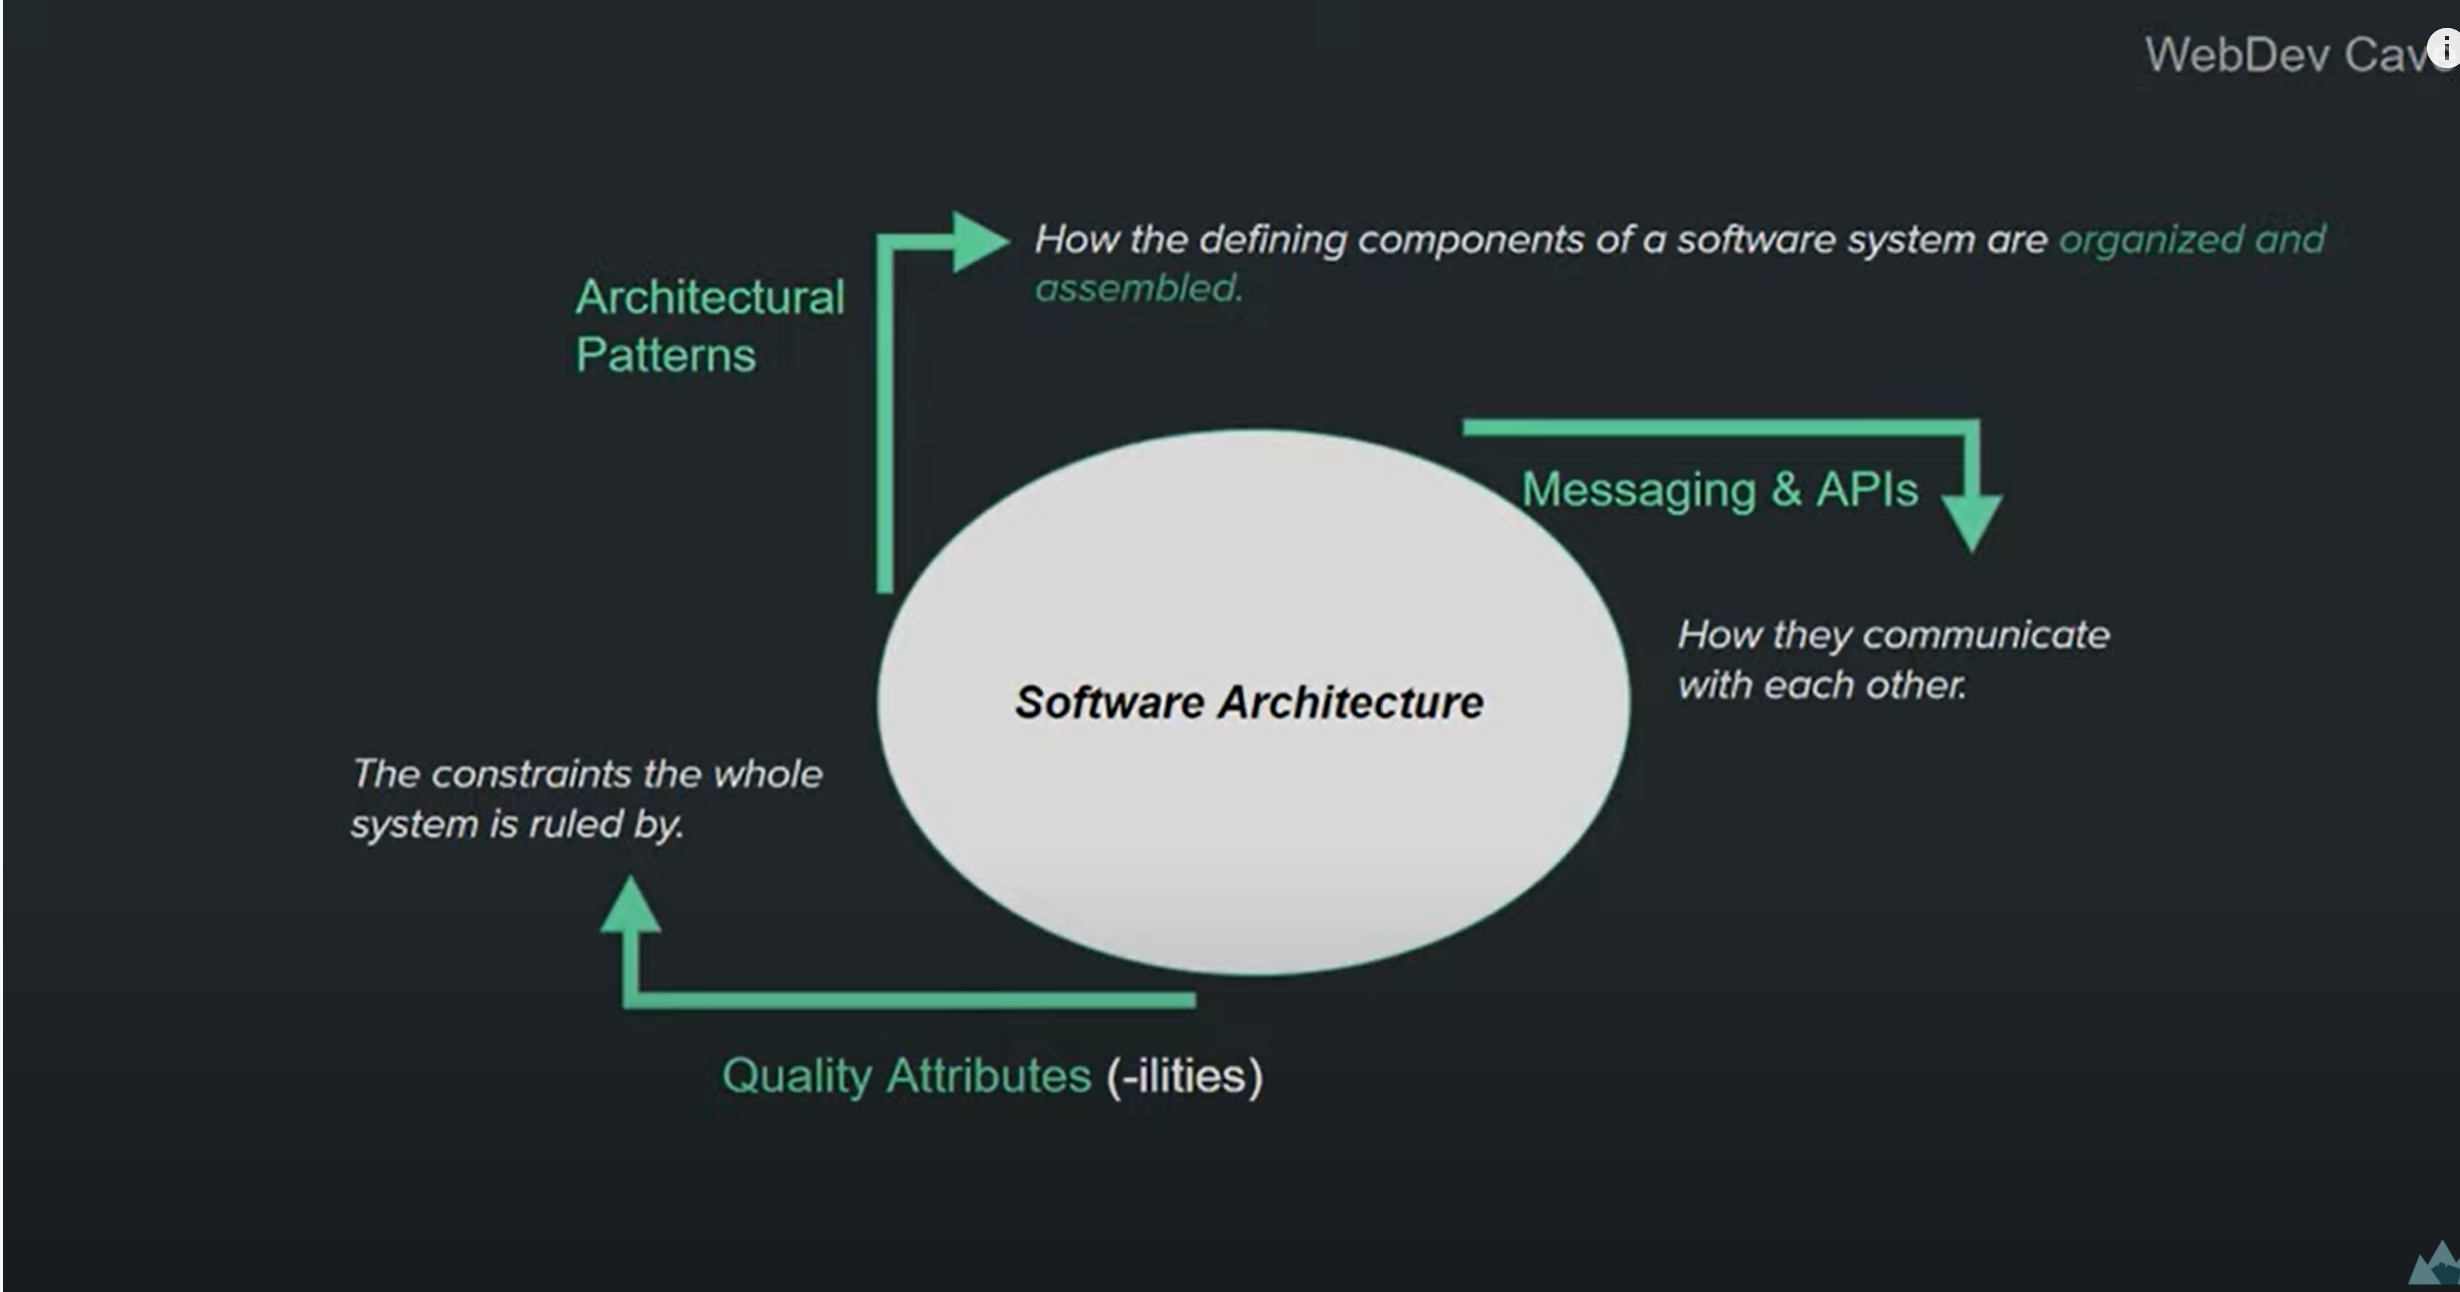 WebDev Cav
How the defining components of a software system are organized and
assembled.
Architectural
Patterns
Messaging & APIs
How they communicate
with each other.
Software Architecture
The constraints the whole
system is ruled by.
Quality Attributes (-ilities)